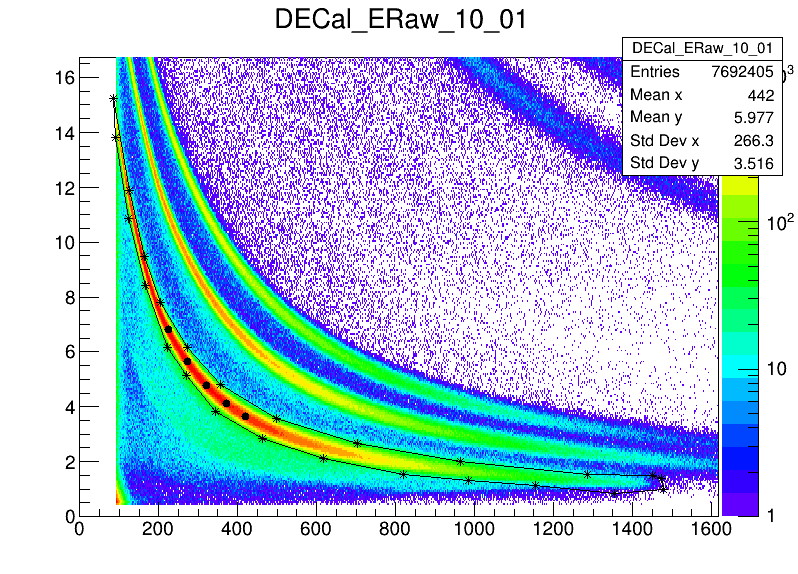 DECal_ERaw_10_01
DECal_ERaw_10_01
Entries 7692405
Mean x 442
Mean y 5.977
Std Dev x 266.3
Std Dev y 3.516
16
14
12
10
8
6
4
2
0
0 200 400 600 800 1000 1200 1400 1600
10²
10
1